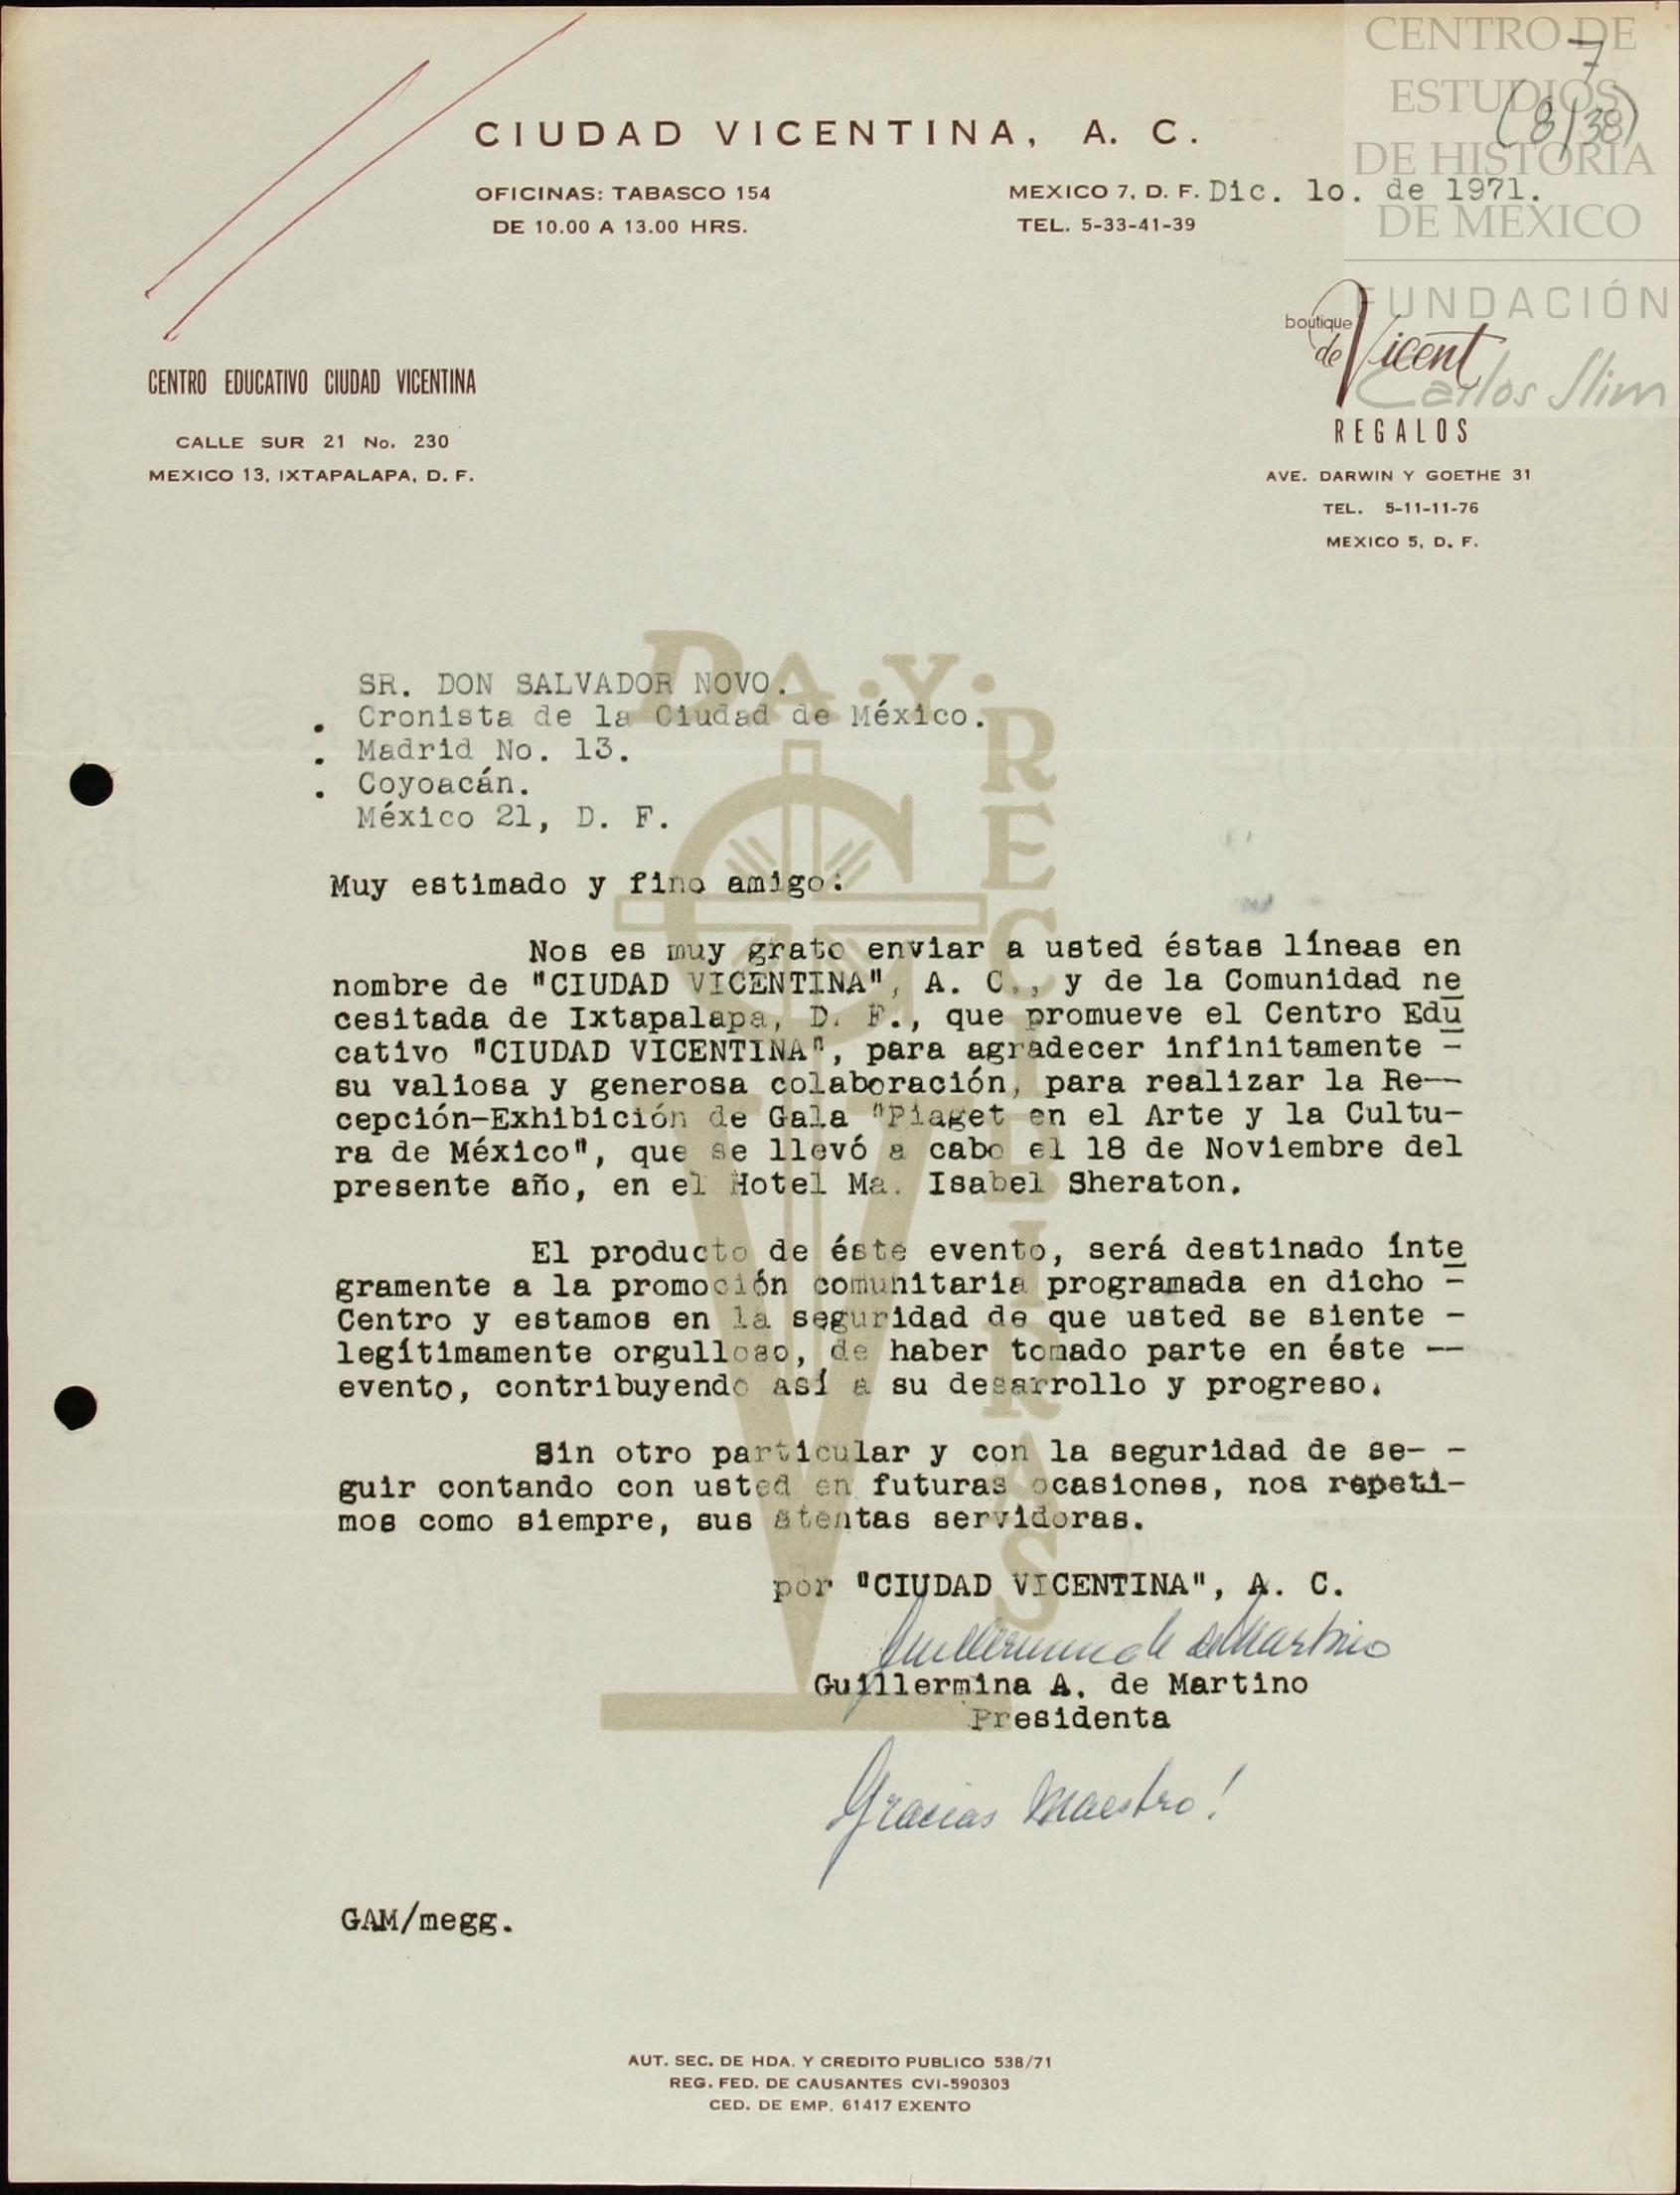 CENTRO DE
ESTUDIOS
DE HISTORIA
DE MÉXICO
FUNDACIÓN
Carlos Slim
7
(8/38)
CIUDAD VICENTINA, A. C.
OFICINAS: TABASCO 154
DE 10.00 A 13.00 HRS.
MEXICO 7, D. F. Dic. 1o. de 1971.
TEL. 5-33-41-39
CENTRO EDUCATIVO CIUDAD VICENTINA
CALLE SUR 21 No. 230
MEXICO 13, IXTAPALAPA, D. F.
boutique
de Vicent
REGALOS
AVE. DARWIN Y GOETHE 31
TEL. 5-11-11-76
MEXICO 5, D. F.
DA·Y·RECIBIRAS
SR. DON SALVADOR NOVO.
Cronista de la Ciudad de México.
Madrid No. 13.
Coyoacán.
México 21, D. F.
Muy estimado y fino amigo:
Nos es muy grato enviar a usted éstas líneas en
nombre de "CIUDAD VICENTINA", A. C., y de la Comunidad ne
cesitada de Ixtapalapa, D. F., que promueve el Centro Edu
cativo "CIUDAD VICENTINA", para agradecer infinitamente -
su valiosa y generosa colaboración, para realizar la Re--
cepción-Exhibición de Gala "Piaget en el Arte y la Cultu-
ra de México", que se llevó a cabo el 18 de Noviembre del
presente año, en el Hotel Ma. Isabel Sheraton.
El producto de éste evento, será destinado ínte
gramente a la promoción comunitaria programada en dicho -
Centro y estamos en la seguridad de que usted se siente -
legítimamente orgulloso, de haber tomado parte en éste --
evento, contribuyendo así a su desarrollo y progreso.
Sin otro particular y con la seguridad de se- -
guir contando con usted en futuras ocasiones, nos repeti-
mos como siempre, sus atentas servidoras.
por "CIUDAD VICENTINA", A. C.
Guillermina A. de Martino
Guillermina A. de Martino
Presidenta
Gracias Maestro!
GAM/megg.
AUT. SEC. DE HDA. Y CREDITO PUBLICO 538/71
REG. FED. DE CAUSANTES CVI-590303
CED. DE EMP. 61417 EXENTO